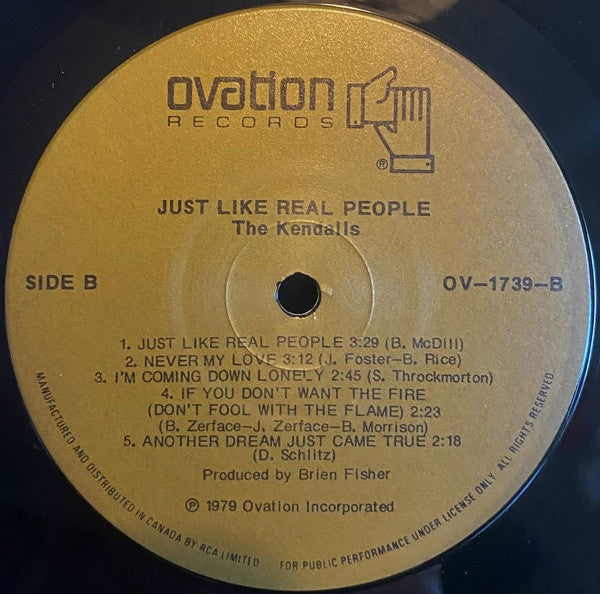 ovation
RECORDS
®
JUST LIKE REAL PEOPLE
The Kendalls
SIDE B
OV-1739-B
1. JUST LIKE REAL PEOPLE 3:29 (B. McDill)
2. NEVER MY LOVE 3:12 (J. Foster-B. Rice)
3. I'M COMING DOWN LONELY 2:45 (S. Throckmorton)
4. IF YOU DON'T WANT THE FIRE
(DON'T FOOL WITH THE FLAME) 2:23
(B. Zerface-J. Zerface-B. Morrison)
5. ANOTHER DREAM JUST CAME TRUE 2:18
(D. Schlitz)
Produced by Brien Fisher
℗ 1979 Ovation Incorporated
MANUFACTURED AND DISTRIBUTED IN CANADA BY RCA LIMITED - FOR PUBLIC PERFORMANCE UNDER LICENSE ONLY. ALL RIGHTS RESERVED.